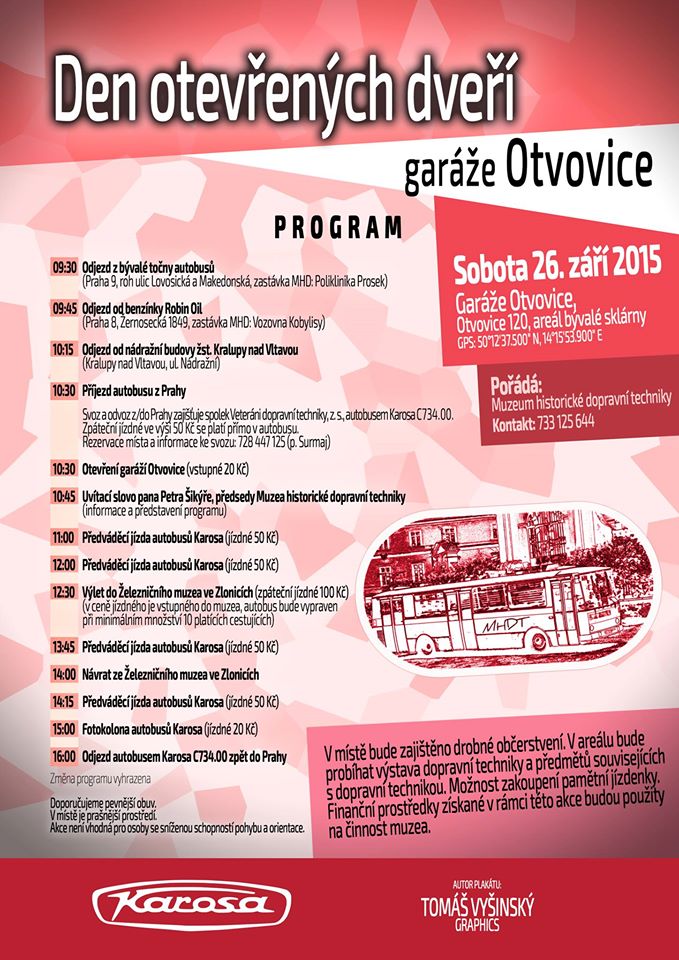 Den otevřených dveří
garáže Otvovice
PROGRAM
Sobota 26. září 2015
Garáže Otvovice,
Otvovice 120, areál bývalé sklárny
GPS: 50°12'37.500" N, 14°15'53.900" E
Pořádá:
Muzeum historické dopravní techniky
Kontakt: 733 125 644
09:30 Odjezd z bývalé točny autobusů
(Praha 9, roh ulic Lovosická a Makedonská, zastávka MHD: Poliklinika Prosek)
09:45 Odjezd od benzínky Robin Oil
(Praha 8, Žernosecká 1849, zastávka MHD: Vozovna Kobylisy)
10:15 Odjezd od nádražní budovy žst. Kralupy nad Vltavou
(Kralupy nad Vltavou, ul. Nádražní)
10:30 Příjezd autobusu z Prahy
Svoz a odvoz z/do Prahy zajišťuje spolek Veteráni dopravní techniky, z. s., autobusem Karosa C734.00.
Zpáteční jízdné ve výši 50 Kč se platí přímo v autobusu.
Rezervace místa a informace ke svozu: 728 447 125 (p. Surmaj)
10:30 Otevření garáží Otvovice (vstupné 20 Kč)
10:45 Uvítací slovo pana Petra Šikýře, předsedy Muzea historické dopravní techniky
(informace a představení programu)
11:00 Předváděcí jízda autobusů Karosa (jízdné 50 Kč)
12:00 Předváděcí jízda autobusů Karosa (jízdné 50 Kč)
12:30 Výlet do Železničního muzea ve Zlonicích (zpáteční jízdné 100 Kč)
(v ceně jízdného je vstupného do muzea, autobus bude vypraven
při minimálním množství 10 platících cestujících)
13:45 Předváděcí jízda autobusů Karosa (jízdné 50 Kč)
14:00 Návrat ze Železničního muzea ve Zlonicích
14:15 Předváděcí jízda autobusů Karosa (jízdné 50 Kč)
15:00 Fotokolona autobusů Karosa (jízdné 20 Kč)
16:00 Odjezd autobusem Karosa C734.00 zpět do Prahy
Změna programu vyhrazena
Doporučujeme pevnější obuv.
V místě je prašnější prostředí.
Akce není vhodná pro osoby se sníženou schopností pohybu a orientace.
MHDT
V místě bude zajištěno drobné občerstvení. V areálu bude
probíhat výstava dopravní techniky a předmětů souvisejících
s dopravní technikou. Možnost zakoupení pamětní jízdenky.
Finanční prostředky získané v rámci této akce budou použity
na činnost muzea.
Karosa
AUTOR PLAKÁTU:
TOMÁŠ VYŠINSKÝ
GRAPHICS